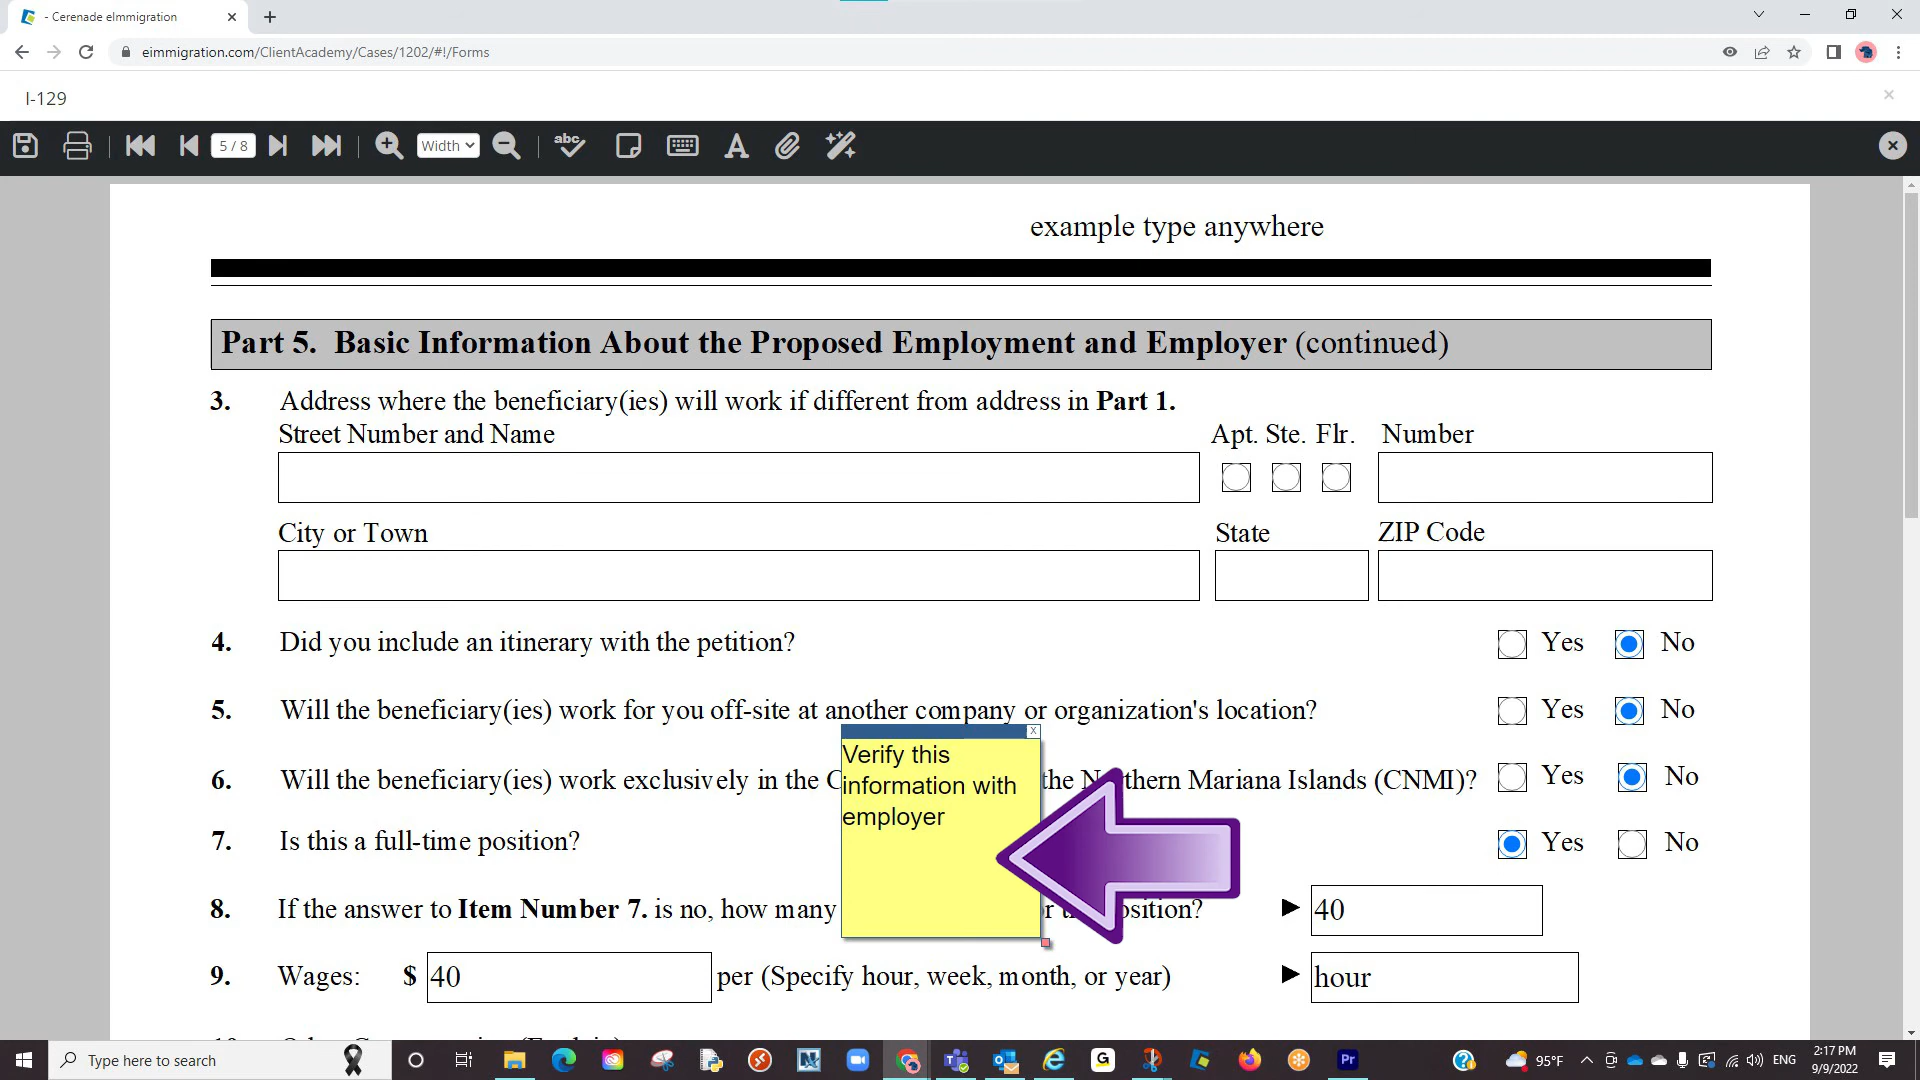 - Cerenade eImmigration
eimmigration.com/ClientAcademy/Cases/1202/#!/Forms
I-129
5 / 8
Width
abc
example type anywhere
Part 5. Basic Information About the Proposed Employment and Employer (continued)
3. Address where the beneficiary(ies) will work if different from address in Part 1.
Street Number and Name
Apt. Ste. Flr. Number
City or Town
State
ZIP Code
4. Did you include an itinerary with the petition? Yes No
5. Will the beneficiary(ies) work for you off-site at another company or organization's location? Yes No
X
Verify this
information with
employer
6. Will the beneficiary(ies) work exclusively in the C the Northern Mariana Islands (CNMI)? Yes No
7. Is this a full-time position? Yes No
8. If the answer to Item Number 7. is no, how many position? 40
9. Wages: $ 40 per (Specify hour, week, month, or year) hour
Type here to search
G
Pr
95°F
ENG
2:17 PM
9/9/2022